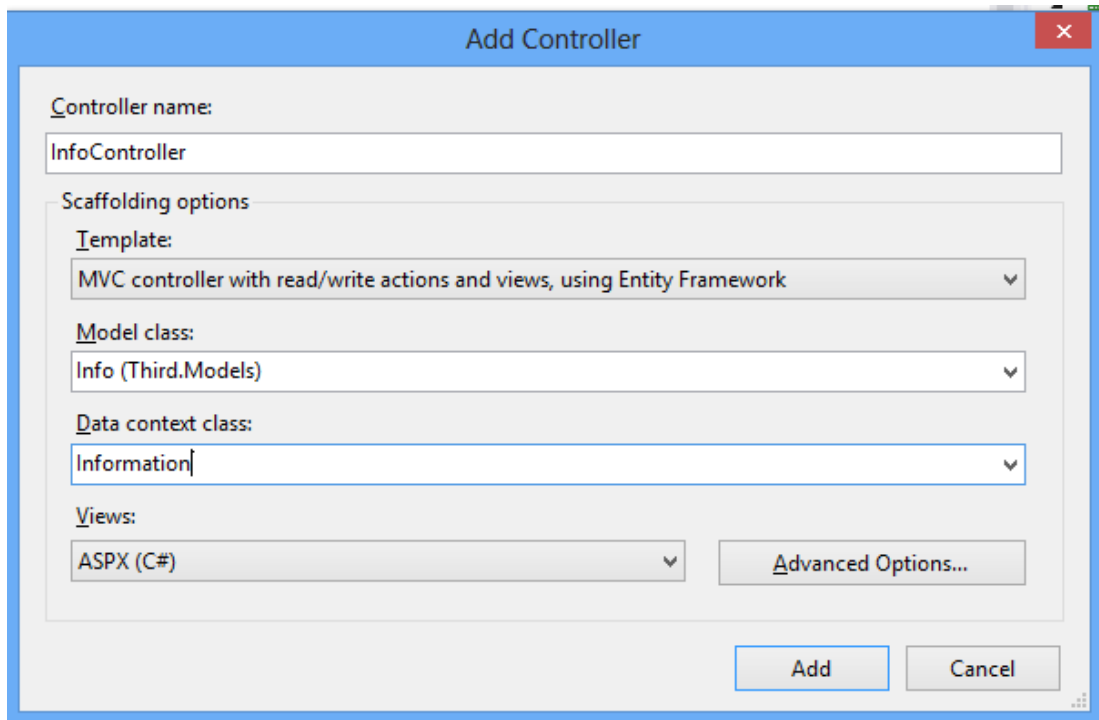 Add Controller
Controller name:
InfoController
Scaffolding options
Template:
MVC controller with read/write actions and views, using Entity Framework
Model class:
Info (Third.Models)
Data context class:
Information
Views:
ASPX (C#)
Advanced Options...
Add Cancel